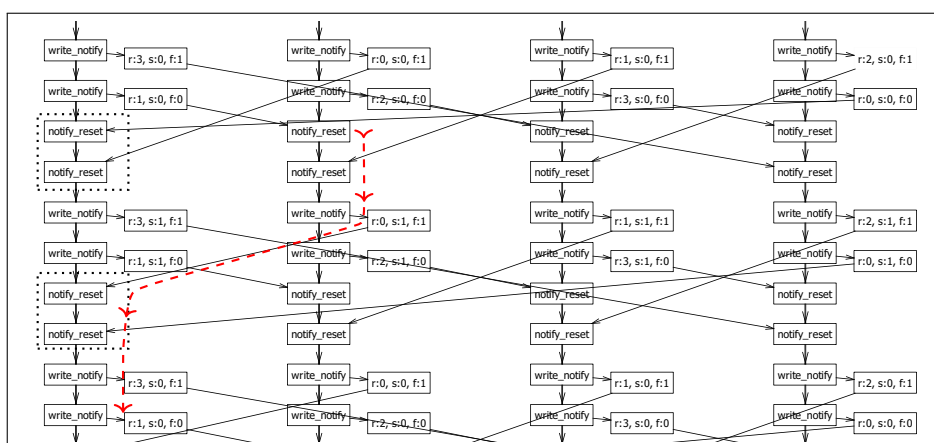 write_notify write_notify write_notify write_notify
r:3, s:0, f:1 r:0, s:0, f:1 r:1, s:0, f:1 r:2, s:0, f:1
write_notify write_notify write_notify write_notify
r:1, s:0, f:0 r:2, s:0, f:0 r:3, s:0, f:0 r:0, s:0, f:0
notify_reset notify_reset notify_reset notify_reset
notify_reset notify_reset notify_reset notify_reset
write_notify write_notify write_notify write_notify
r:3, s:1, f:1 r:0, s:1, f:1 r:1, s:1, f:1 r:2, s:1, f:1
write_notify write_notify write_notify write_notify
r:1, s:1, f:0 r:2, s:1, f:0 r:3, s:1, f:0 r:0, s:1, f:0
notify_reset notify_reset notify_reset notify_reset
notify_reset notify_reset notify_reset notify_reset
write_notify write_notify write_notify write_notify
r:3, s:0, f:1 r:0, s:0, f:1 r:1, s:0, f:1 r:2, s:0, f:1
write_notify write_notify write_notify write_notify
r:1, s:0, f:0 r:2, s:0, f:0 r:3, s:0, f:0 r:0, s:0, f:0